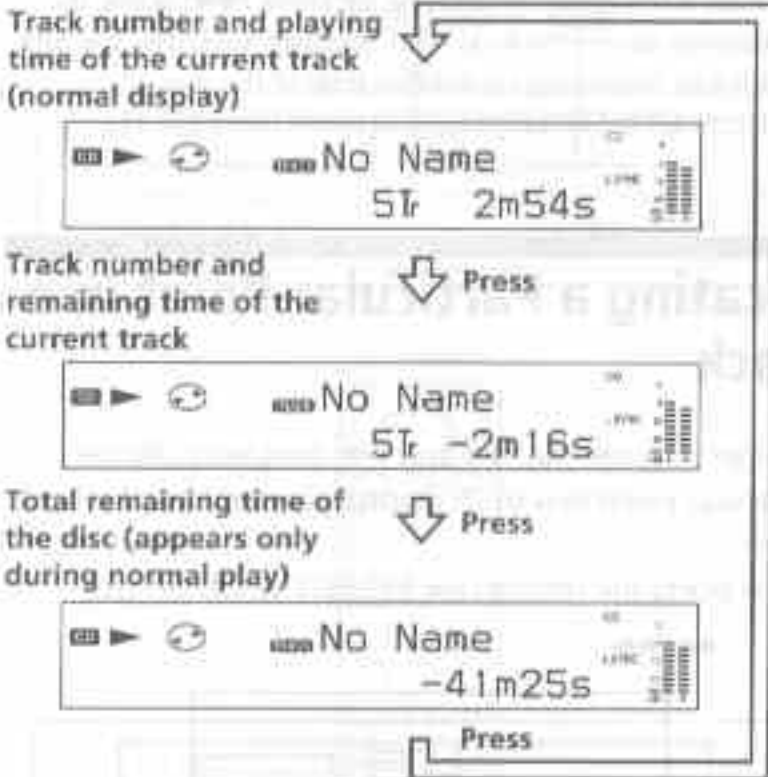 Track number and playing
time of the current track
(normal display)
No Name
5Tr 2m54s
Track number and
remaining time of the
current track
Press
No Name
5Tr -2m16s
Total remaining time of
the disc (appears only
during normal play)
Press
No Name
-41m25s
Press